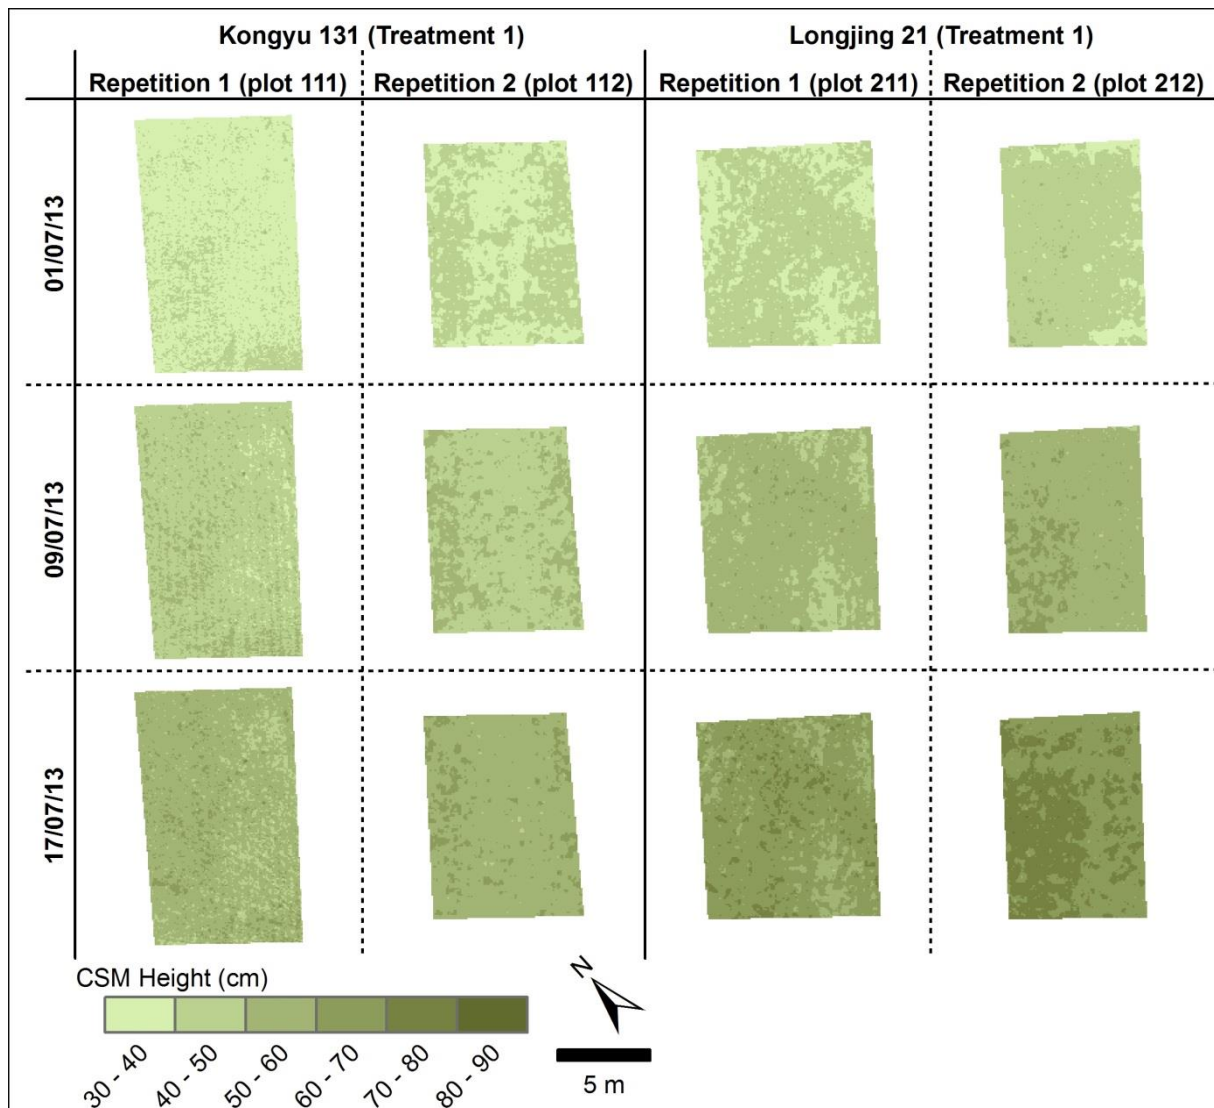 Kongyu 131 (Treatment 1)
Longjing 21 (Treatment 1)
Repetition 1 (plot 111)
Repetition 2 (plot 112)
Repetition 1 (plot 211)
Repetition 2 (plot 212)
01/07/13
09/07/13
17/07/13
CSM Height (cm)
30 - 40
40 - 50
50 - 60
60 - 70
70 - 80
80 - 90
N
5 m